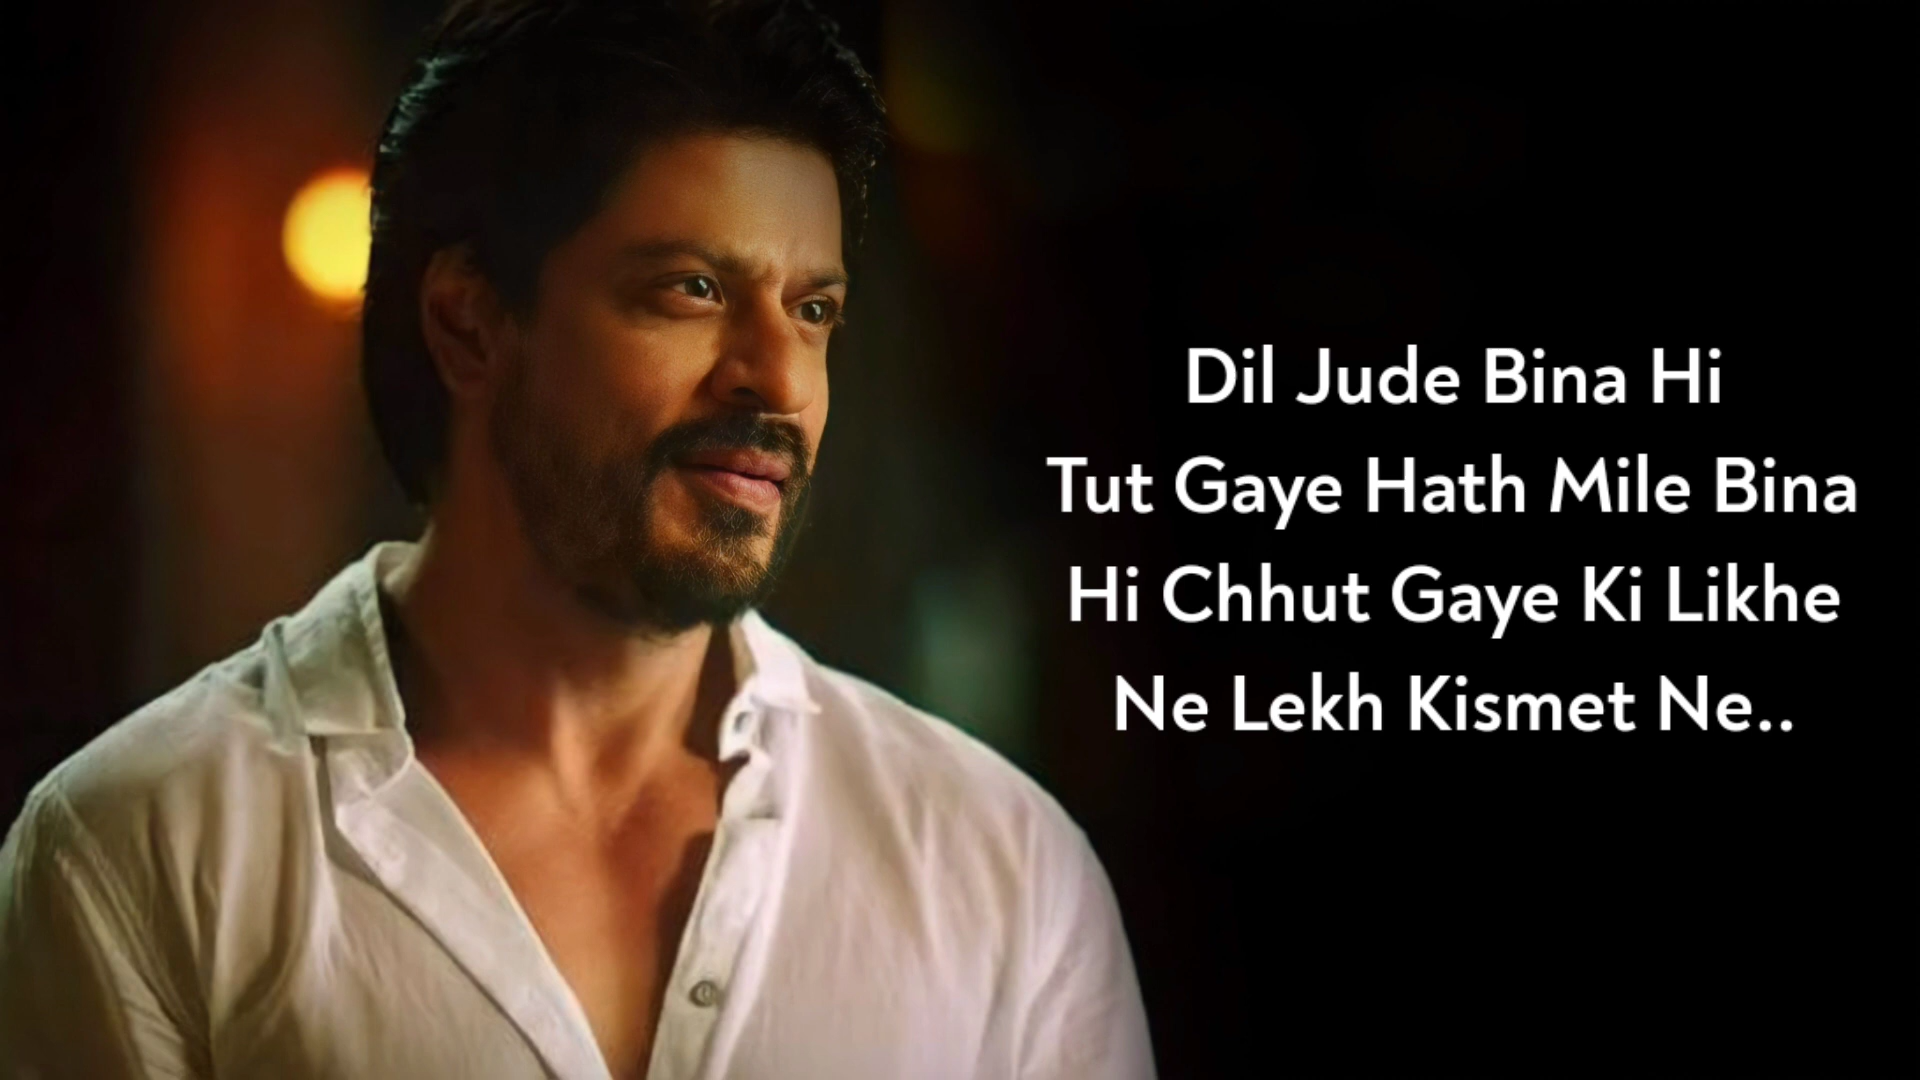 Dil Jude Bina Hi
Tut Gaye Hath Mile Bina
Hi Chhut Gaye Ki Likhe
Ne Lekh Kismet Ne..